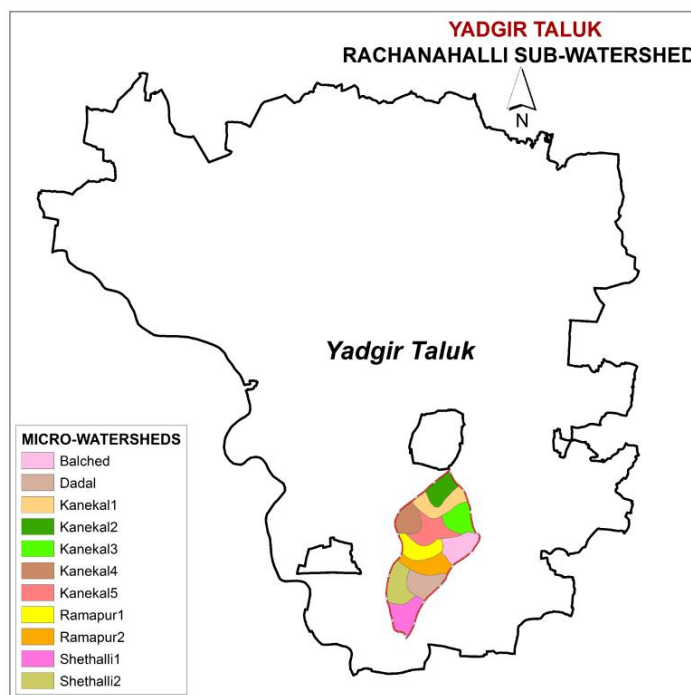 YADGIR TALUK
RACHANAHALLI SUB-WATERSHED
N
Yadgir Taluk
MICRO-WATERSHEDS
Balched
Dadal
Kanekal1
Kanekal2
Kanekal3
Kanekal4
Kanekal5
Ramapur1
Ramapur2
Shethalli1
Shethalli2